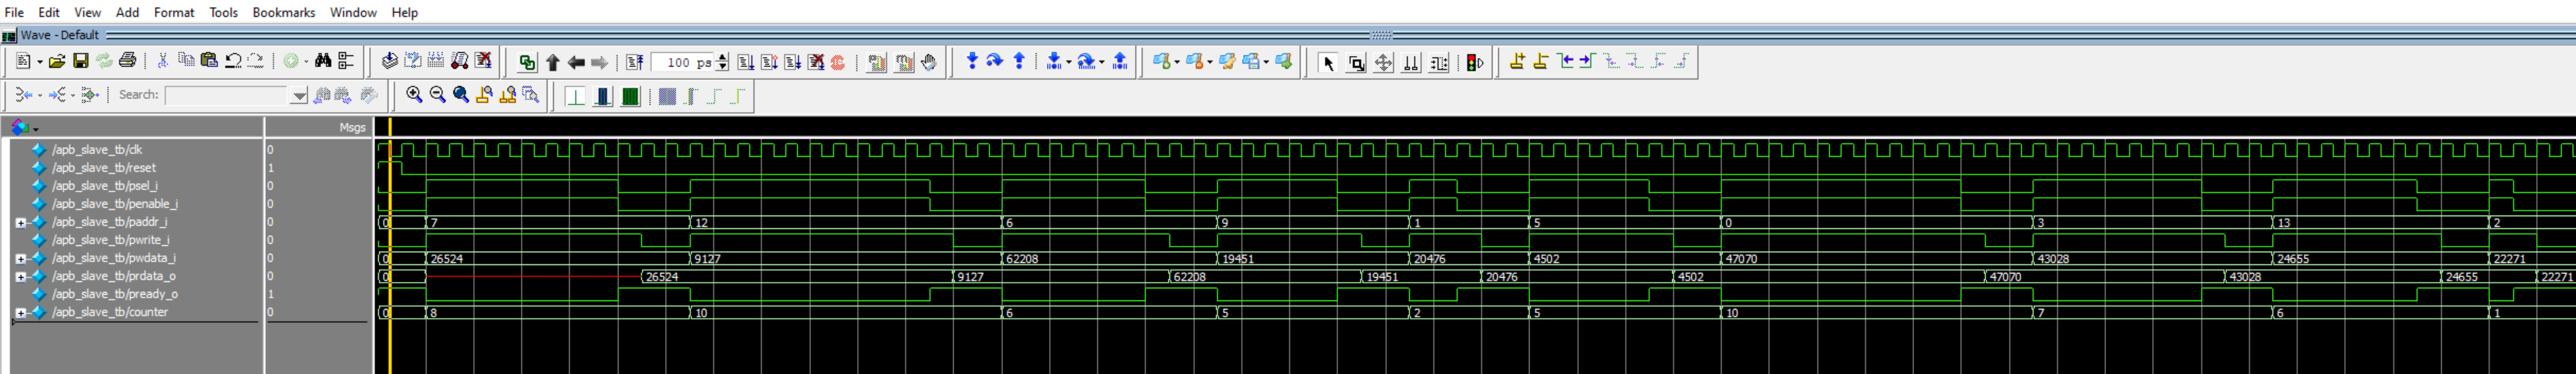 File Edit View Add Format Tools Bookmarks Window Help
Wave - Default
100 ps
Search:
Msgs
/apb_slave_tb/clk 0
/apb_slave_tb/reset 1
/apb_slave_tb/psel_i 0
/apb_slave_tb/penable_i 0
/apb_slave_tb/paddr_i 0 0 7 12 6 9 1 5 0 3 13 2
/apb_slave_tb/pwrite_i 0
/apb_slave_tb/pwdata_i 0 0 26524 9127 62208 19451 20476 4502 47070 43028 24655 22271
/apb_slave_tb/prdata_o 0 0 26524 9127 62208 19451 20476 4502 47070 43028 24655 22271
/apb_slave_tb/pready_o 1
/apb_slave_tb/counter 0 0 8 10 6 5 2 5 10 7 6 1